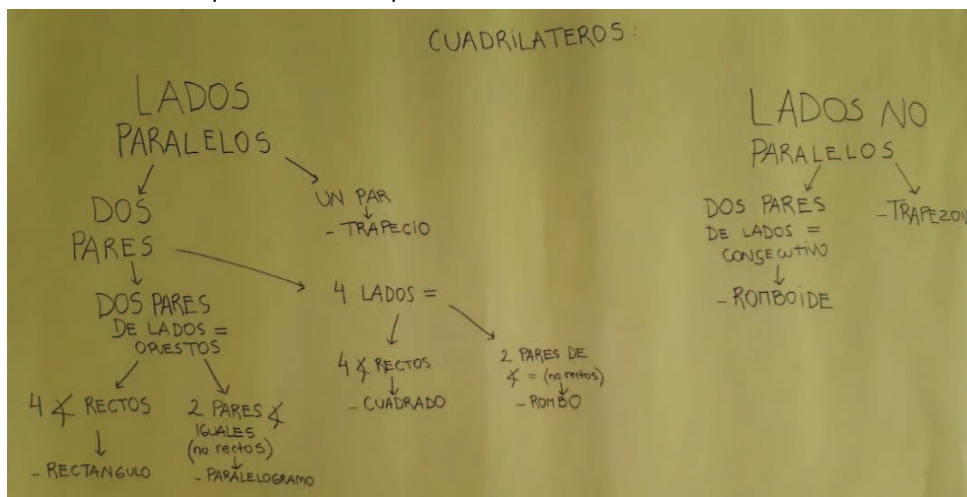 CUADRILATEROS:
LADOS
PARALELOS
DOS
PARES
UN PAR
- TRAPECIO
DOS PARES
DE LADOS =
OPUESTOS
4 ∢ RECTOS
- RECTANGULO
2 PARES ∢
IGUALES
(no rectos)
- PARALELOGRAMO
4 LADOS =
4 ∢ RECTOS
- CUADRADO
2 PARES DE
∢ = (no rectos)
- ROMBO
LADOS NO
PARALELOS
DOS PARES
DE LADOS =
CONSECUTIVO
- ROMBOIDE